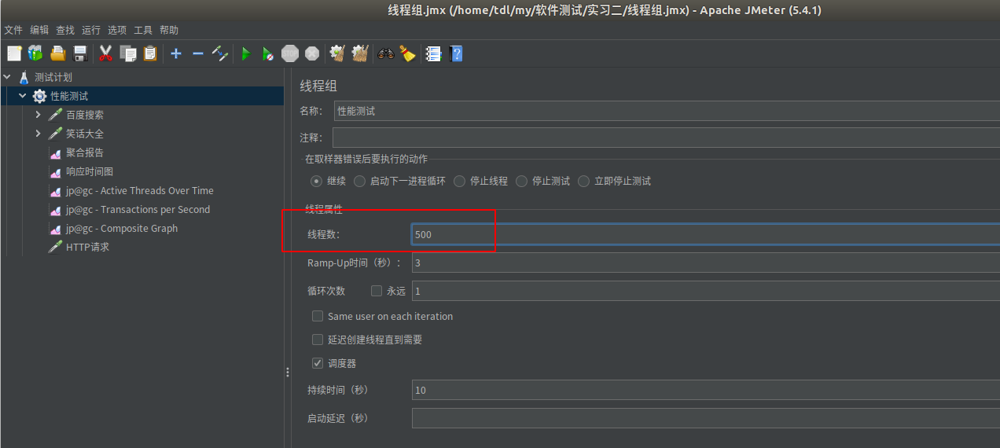 线程组.jmx (/home/tdl/my/软件测试/实习二/线程组.jmx) - Apache JMeter (5.4.1)
文件 编辑 查找 运行 选项 工具 帮助
STOP
测试计划
性能测试
百度搜索
笑话大全
聚合报告
响应时间图
jp@gc - Active Threads Over Time
jp@gc - Transactions per Second
jp@gc - Composite Graph
HTTP请求
线程组
名称: 性能测试
注释:
在取样器错误后要执行的动作
继续 启动下一进程循环 停止线程 停止测试 立即停止测试
线程属性
线程数: 500
Ramp-Up时间（秒）: 3
循环次数 永远 1
Same user on each iteration
延迟创建线程直到需要
调度器
持续时间（秒） 10
启动延迟（秒）